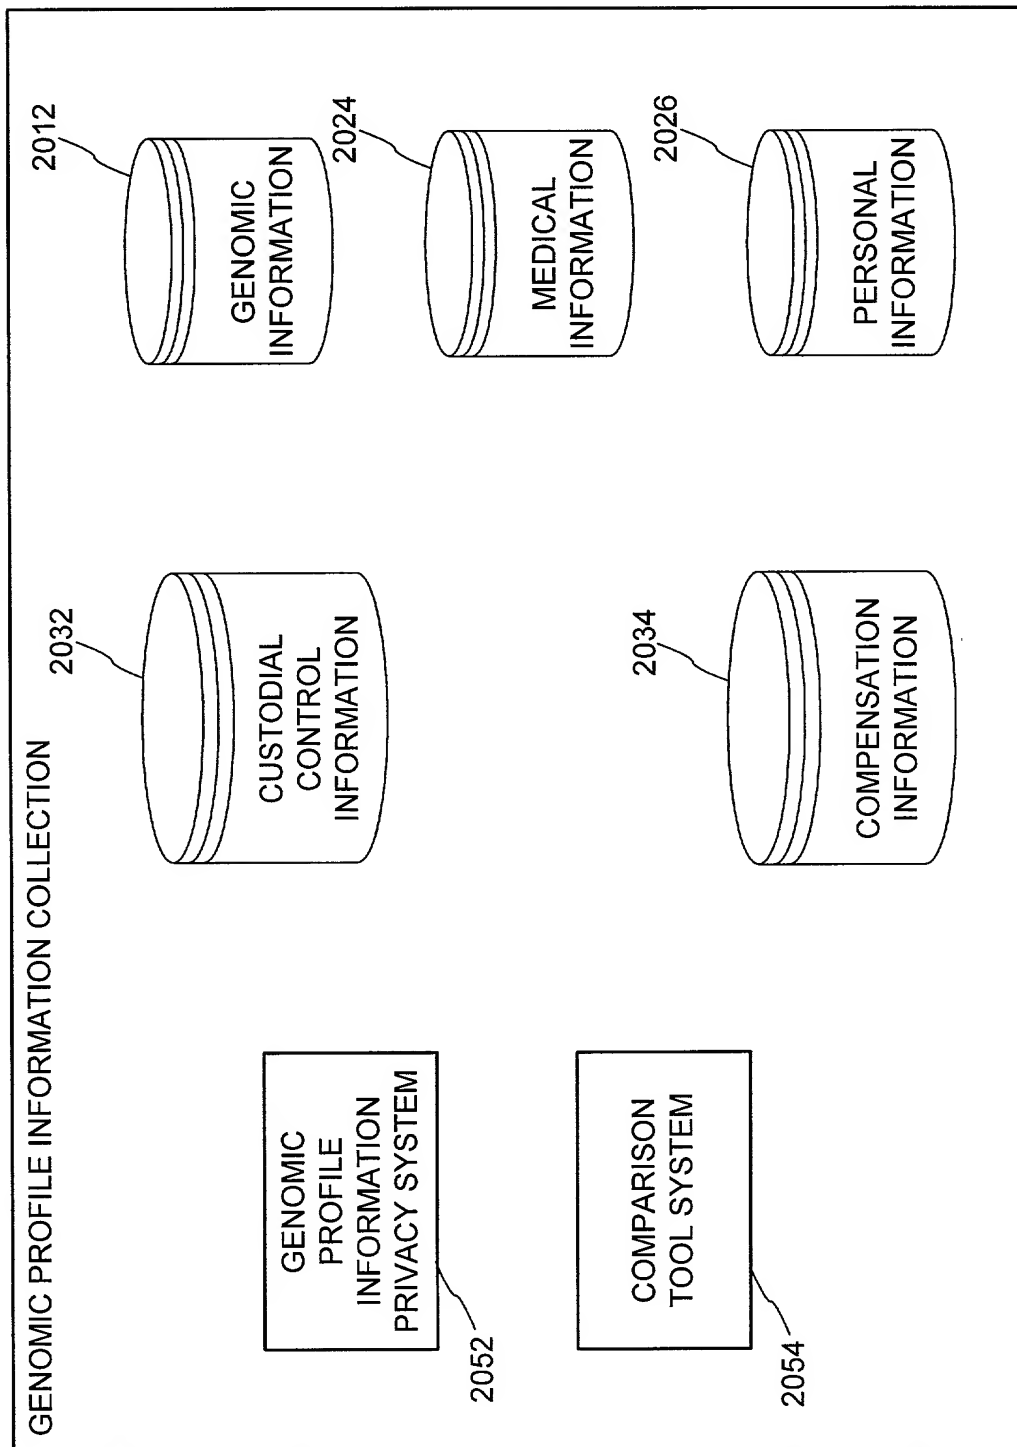 GENOMIC PROFILE INFORMATION COLLECTION
GENOMIC
PROFILE
INFORMATION
PRIVACY SYSTEM
2052
COMPARISON
TOOL SYSTEM
2054
2032
CUSTODIAL
CONTROL
INFORMATION
2034
COMPENSATION
INFORMATION
2012
GENOMIC
INFORMATION
2024
MEDICAL
INFORMATION
2026
PERSONAL
INFORMATION